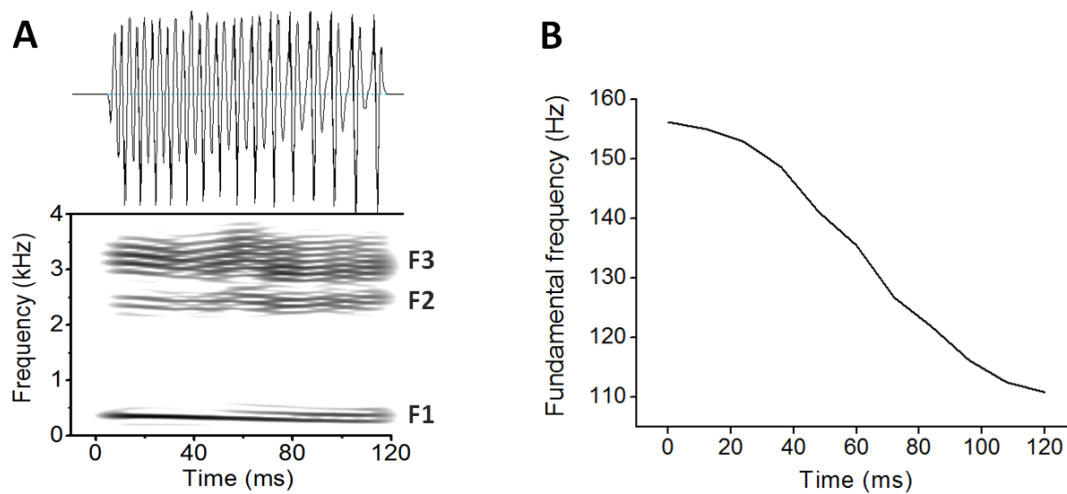 A
B
4
3
2
1
0
Frequency (kHz)
F3
F2
F1
0 40 80 120
Time (ms)
160
150
140
130
120
110
Fundamental frequency (Hz)
0 20 40 60 80 100 120
Time (ms)